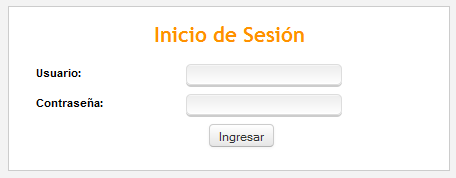 Inicio de Sesión
Usuario:
Contraseña:
Ingresar